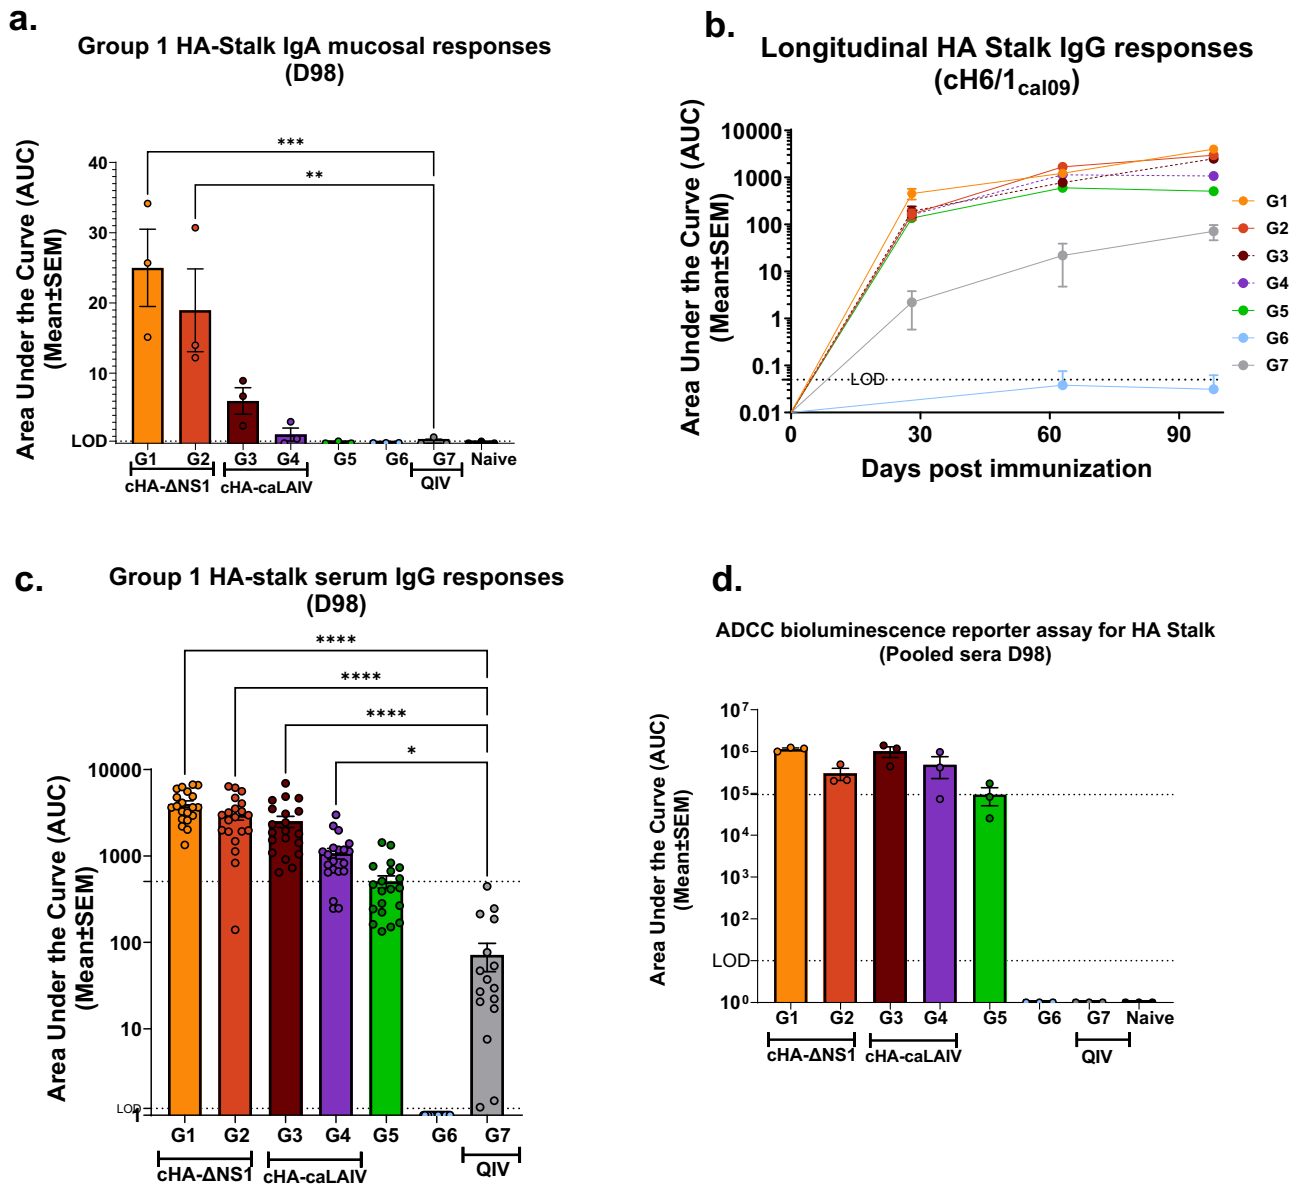 a.
Group 1 HA-Stalk IgA mucosal responses
(D98)
Area Under the Curve (AUC)
(Mean±SEM)
40
30
20
10
LOD
***
**
G1 G2 G3 G4 G5 G6 G7 Naive
cHA-ΔNS1 cHA-caLAIV QIV
b.
Longitudinal HA Stalk IgG responses
(cH6/1cal09)
Area Under the Curve (AUC)
(Mean±SEM)
10000
1000
100
10
1
0.1
0.01
LOD
0 30 60 90
Days post immunization
G1
G2
G3
G4
G5
G6
G7
c.
Group 1 HA-stalk serum IgG responses
(D98)
****
****
****
*
Area Under the Curve (AUC)
(Mean±SEM)
10000
1000
100
10
LOD
1
G1 G2 G3 G4 G5 G6 G7
cHA-ΔNS1 cHA-caLAIV QIV
d.
ADCC bioluminescence reporter assay for HA Stalk
(Pooled sera D98)
Area Under the Curve (AUC)
(Mean±SEM)
10⁷
10⁶
10⁵
10⁴
10³
10²
LOD
10⁰
G1 G2 G3 G4 G5 G6 G7 Naive
cHA-ΔNS1 cHA-caLAIV QIV